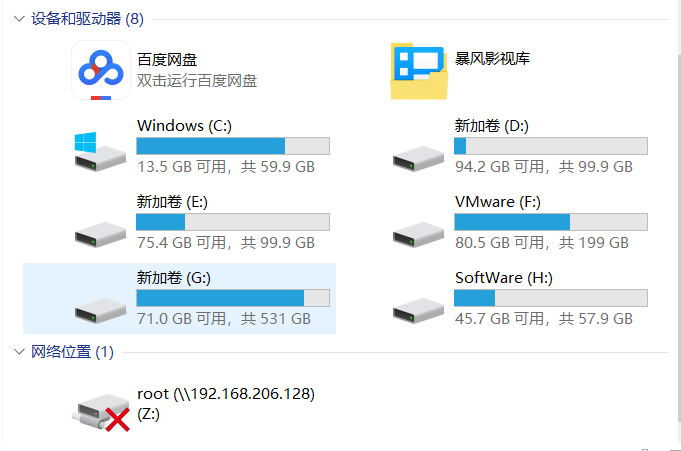 设备和驱动器 (8)
百度网盘
双击运行百度网盘
暴风影视库
Windows (C:)
13.5 GB 可用，共 59.9 GB
新加卷 (D:)
94.2 GB 可用，共 99.9 GB
新加卷 (E:)
75.4 GB 可用，共 99.9 GB
VMware (F:)
80.5 GB 可用，共 199 GB
新加卷 (G:)
71.0 GB 可用，共 531 GB
SoftWare (H:)
45.7 GB 可用，共 57.9 GB
网络位置 (1)
root (\\192.168.206.128)
(Z:)